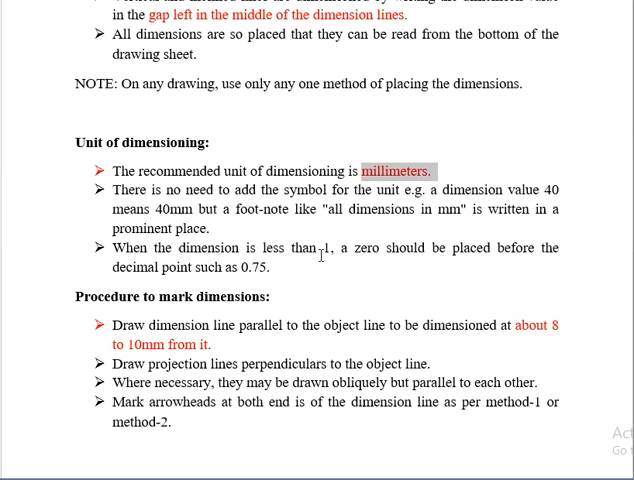 in the gap left in the middle of the dimension lines.
➢ All dimensions are so placed that they can be read from the bottom of the
drawing sheet.
NOTE: On any drawing, use only any one method of placing the dimensions.
Unit of dimensioning:
➢ The recommended unit of dimensioning is millimeters.
➢ There is no need to add the symbol for the unit e.g. a dimension value 40
means 40mm but a foot-note like "all dimensions in mm" is written in a
prominent place.
➢ When the dimension is less than 1, a zero should be placed before the
decimal point such as 0.75.
Procedure to mark dimensions:
➢ Draw dimension line parallel to the object line to be dimensioned at about 8
to 10mm from it.
➢ Draw projection lines perpendiculars to the object line.
➢ Where necessary, they may be drawn obliquely but parallel to each other.
➢ Mark arrowheads at both end is of the dimension line as per method-1 or
method-2.
Go